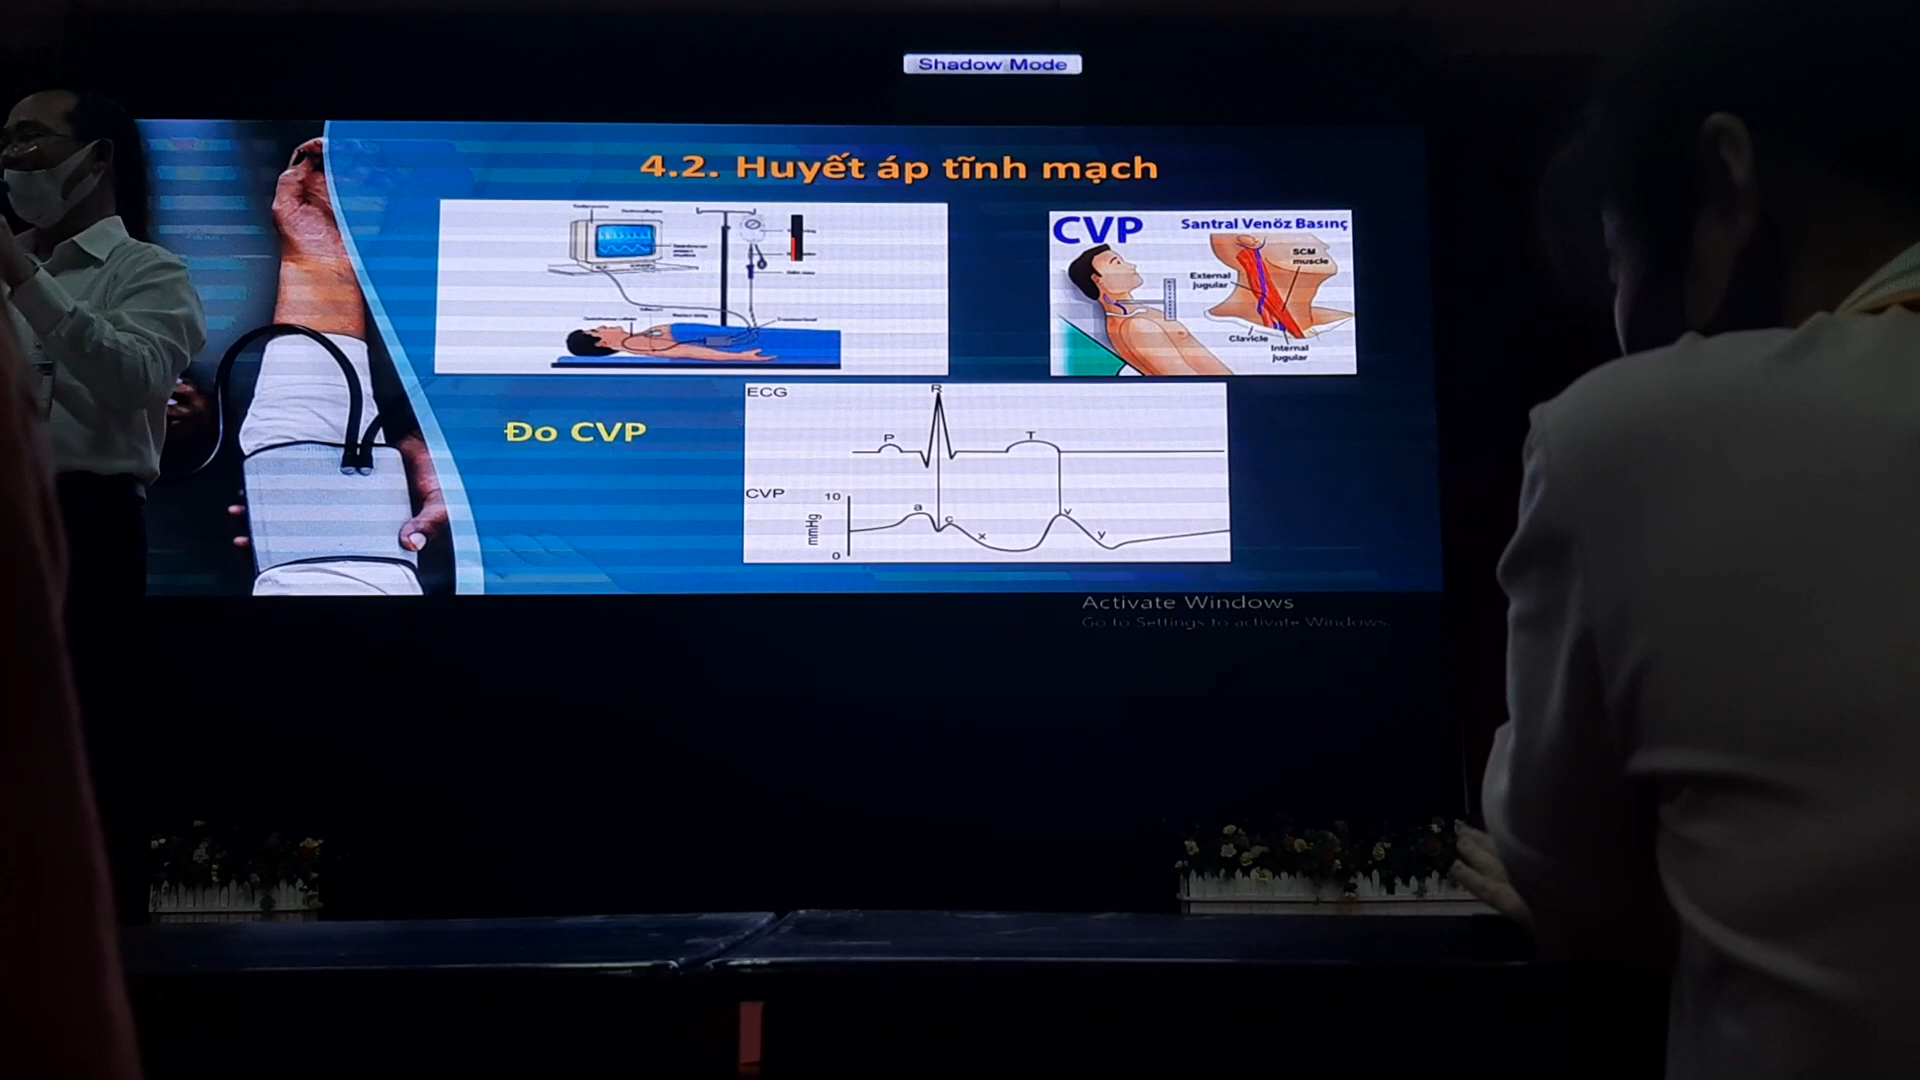 Shadow Mode
4.2. Huyết áp tĩnh mạch
CVP
Santral Venöz Basınç
SCM
muscle
External
jugular
Clavicle
Internal
jugular
Đo CVP
ECG
R
P
T
CVP
10
mmHg
a
c
x
v
y
0
Activate Windows
Go to Settings to activate Windows.